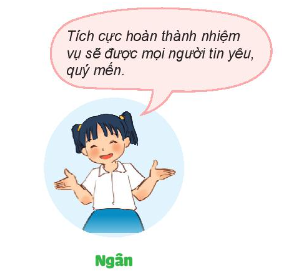 Tích cực hoàn thành nhiệm
vụ sẽ được mọi người tin yêu,
quý mến.
Ngân